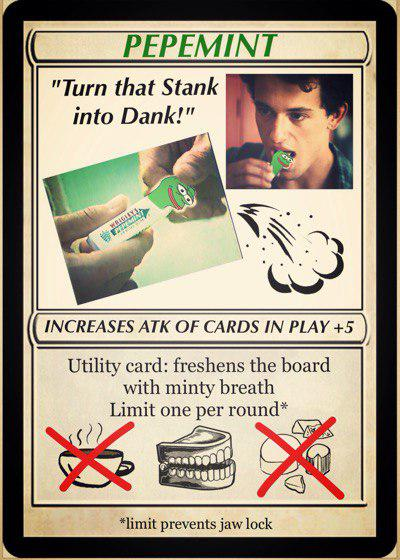 PEPEMINT
"Turn that Stank
into Dank!"
WRIGLEY'S
INCREASES ATK OF CARDS IN PLAY +5
Utility card: freshens the board
with minty breath
Limit one per round*
*limit prevents jaw lock